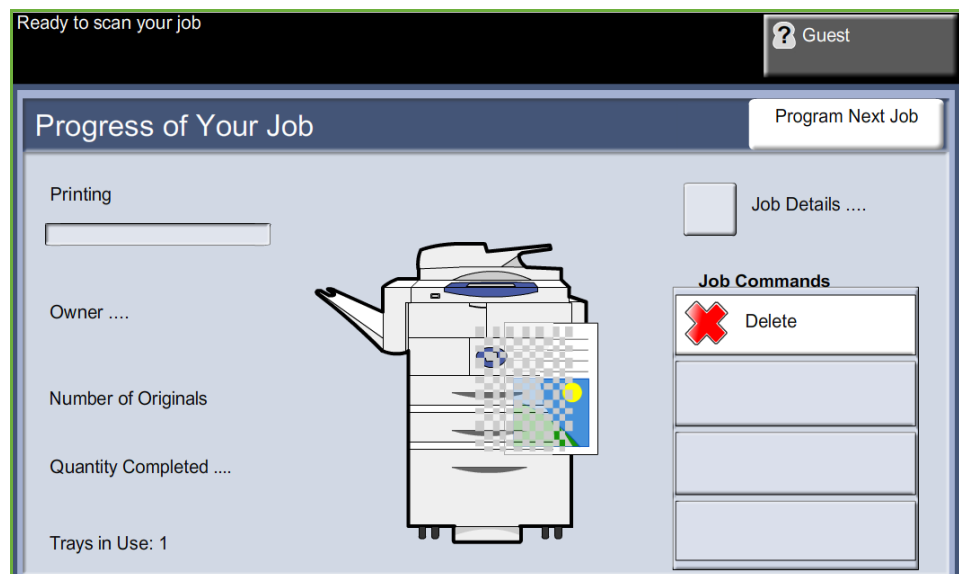 Ready to scan your job
? Guest
Progress of Your Job
Program Next Job
Printing
Job Details ....
Job Commands
Owner ....
Delete
Number of Originals
Quantity Completed ....
Trays in Use: 1